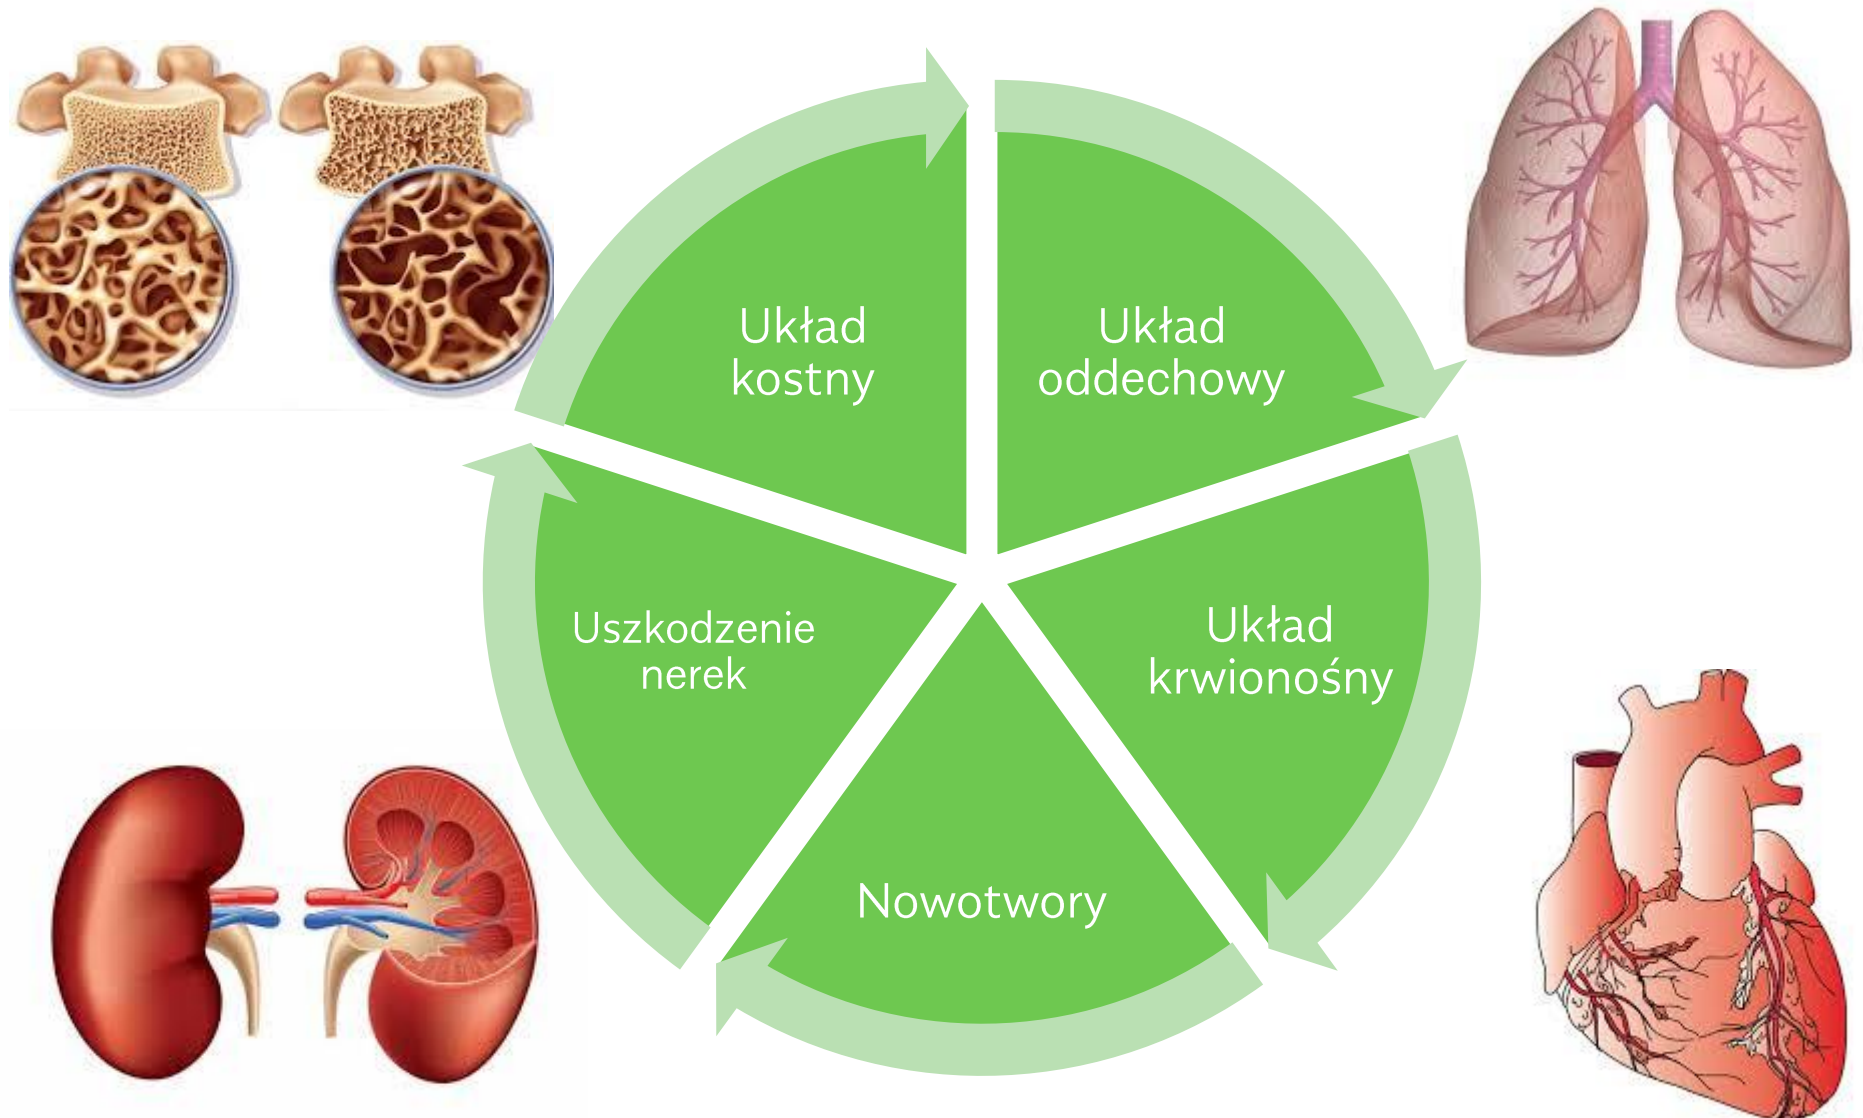 Układ
kostny
Układ
oddechowy
Uszkodzenie
nerek
Układ
krwionośny
Nowotwory